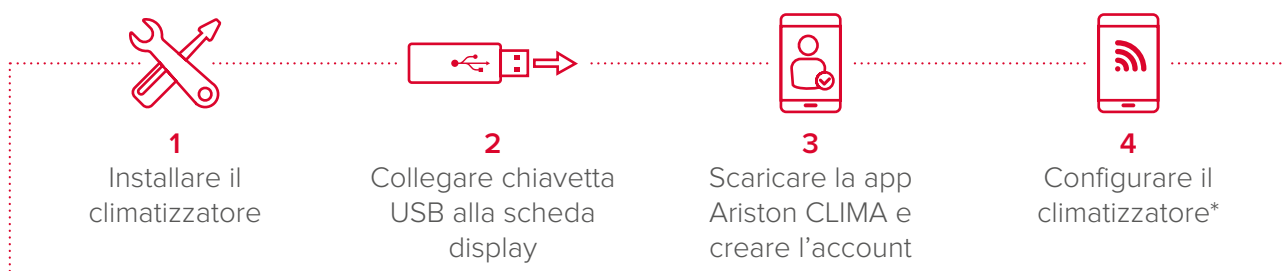 1
Installare il
climatizzatore
2
Collegare chiavetta
USB alla scheda
display
3
Scaricare la app
Ariston CLIMA e
creare l’account
4
Configurare il
climatizzatore*